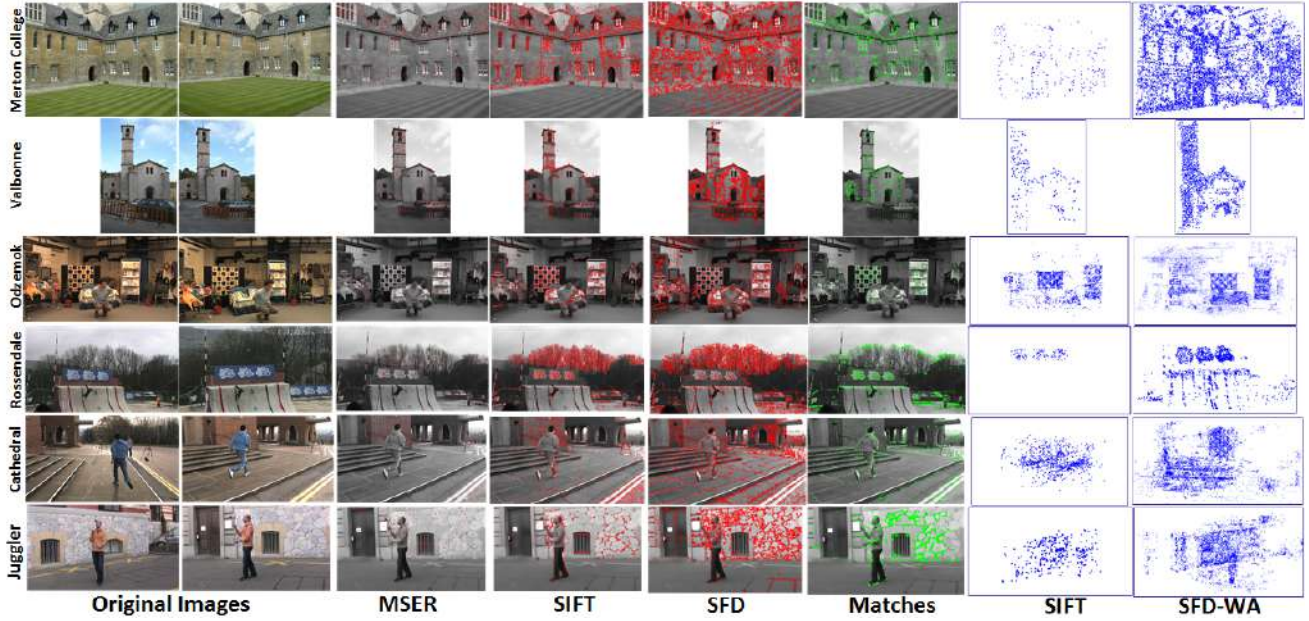 Merton College
Valbonne
Odzemok
Rossendale
Cathedral
Juggler
Original Images MSER SIFT SFD Matches SIFT SFD-WA